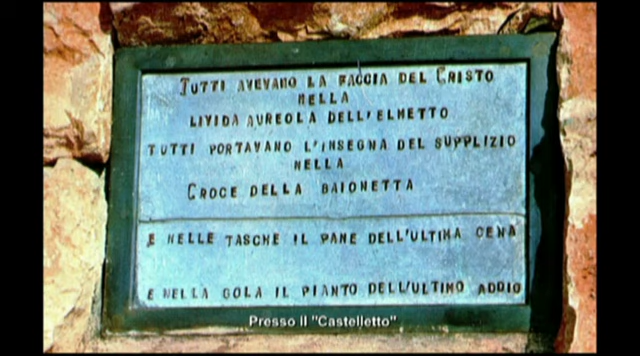 TUTTI AVEVANO LA FACCIA DEL CRISTO
NELLA
LIVIDA AUREOLA DELL'ELMETTO
TUTTI PORTAVANO L'INSEGNA DEL SUPPLIZIO
NELLA
CROCE DELLA BAIONETTA
E NELLE TASCHE IL PANE DELL'ULTIMA CENA
E NELLA GOLA IL PIANTO DELL'ULTIMO ADDIO
Presso il "Castelletto"